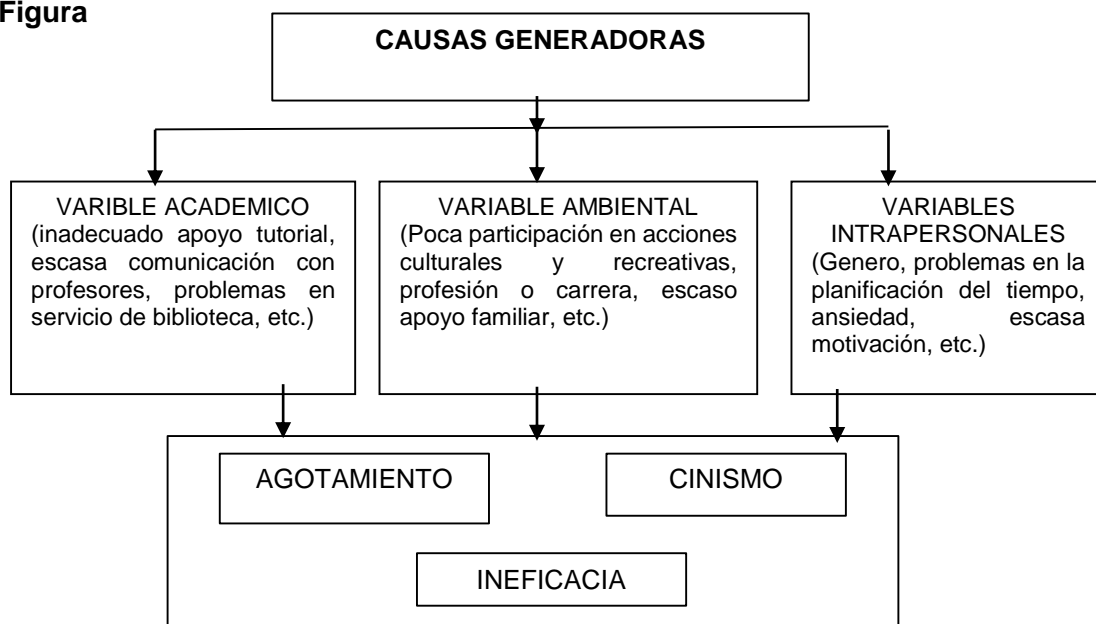 Figura
CAUSAS GENERADORAS
VARIBLE ACADEMICO
(inadecuado apoyo tutorial,
escasa comunicación con
profesores, problemas en
servicio de biblioteca, etc.)
VARIABLE AMBIENTAL
(Poca participación en acciones
culturales y recreativas,
profesión o carrera, escaso
apoyo familiar, etc.)
VARIABLES
INTRAPERSONALES
(Genero, problemas en la
planificación del tiempo,
ansiedad, escasa
motivación, etc.)
AGOTAMIENTO
CINISMO
INEFICACIA